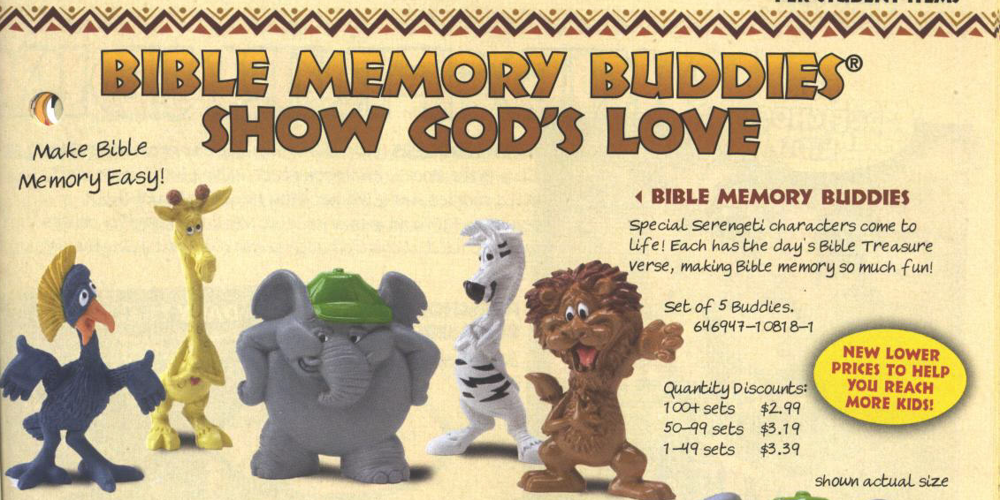 PER STUDENT ITEMS
BIBLE MEMORY BUDDIES®
SHOW GOD'S LOVE
Make Bible
Memory Easy!
BIBLE MEMORY BUDDIES
Special Serengeti characters come to
life! Each has the day's Bible Treasure
verse, making Bible memory so much fun!
Set of 5 Buddies.
646947-10818-1
NEW LOWER
PRICES TO HELP
YOU REACH
MORE KIDS!
Quantity Discounts:
100+ sets $2.99
50-99 sets $3.19
1-49 sets $3.39
shown actual size